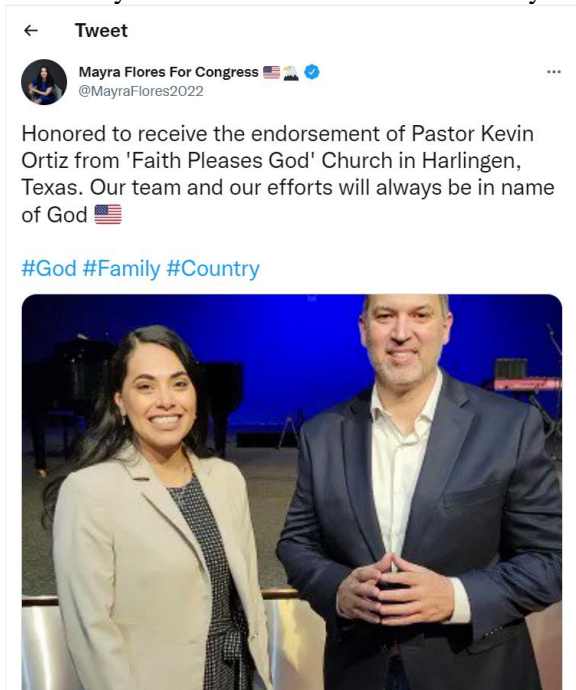 Tweet
Mayra Flores For Congress 🇺🇸
@MayraFlores2022
Honored to receive the endorsement of Pastor Kevin
Ortiz from 'Faith Pleases God' Church in Harlingen,
Texas. Our team and our efforts will always be in name
of God 🇺🇸
#God #Family #Country